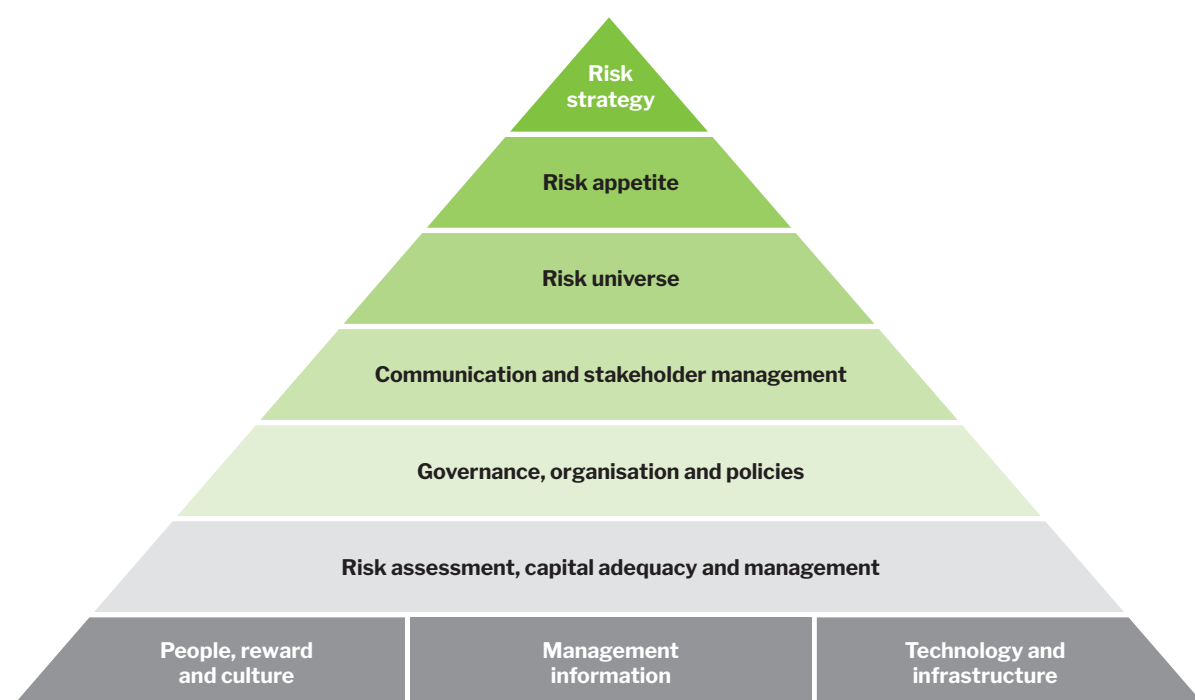 Risk
strategy
Risk appetite
Risk universe
Communication and stakeholder management
Governance, organisation and policies
Risk assessment, capital adequacy and management
People, reward
and culture
Management
information
Technology and
infrastructure